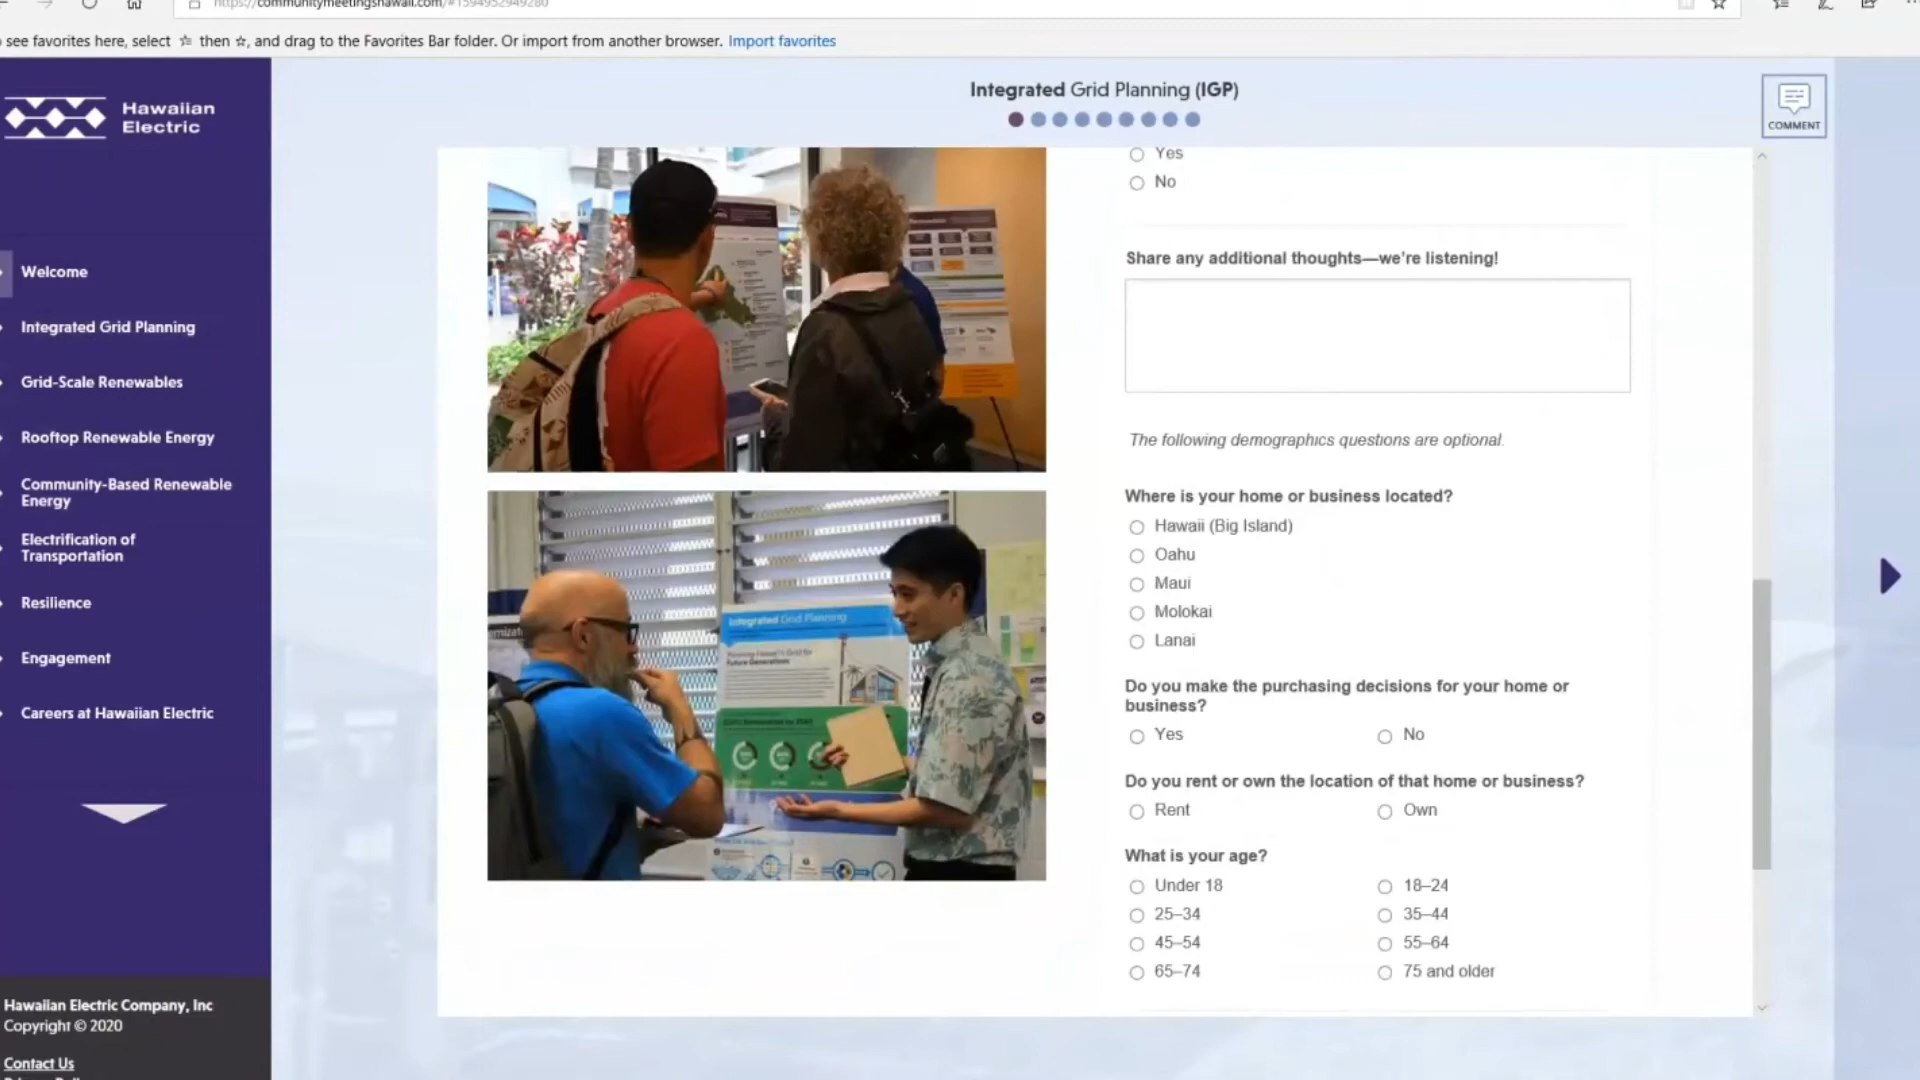 https://communitymeetingshawaii.com/#1594952949280
see favorites here, select then , and drag to the Favorites Bar folder. Or import from another browser. Import favorites
Hawaiian
Electric
Integrated Grid Planning (IGP)
COMMENT
Welcome
Integrated Grid Planning
Grid-Scale Renewables
Rooftop Renewable Energy
Community-Based Renewable
Energy
Electrification of
Transportation
Resilience
Engagement
Careers at Hawaiian Electric
Hawaiian Electric Company, Inc
Copyright © 2020
Contact Us
Integrated Grid Planning
Future Generations
Yes
No
Share any additional thoughts—we're listening!
The following demographics questions are optional.
Where is your home or business located?
Hawaii (Big Island)
Oahu
Maui
Molokai
Lanai
Do you make the purchasing decisions for your home or
business?
Yes No
Do you rent or own the location of that home or business?
Rent Own
What is your age?
Under 18 18–24
25–34 35–44
45–54 55–64
65–74 75 and older